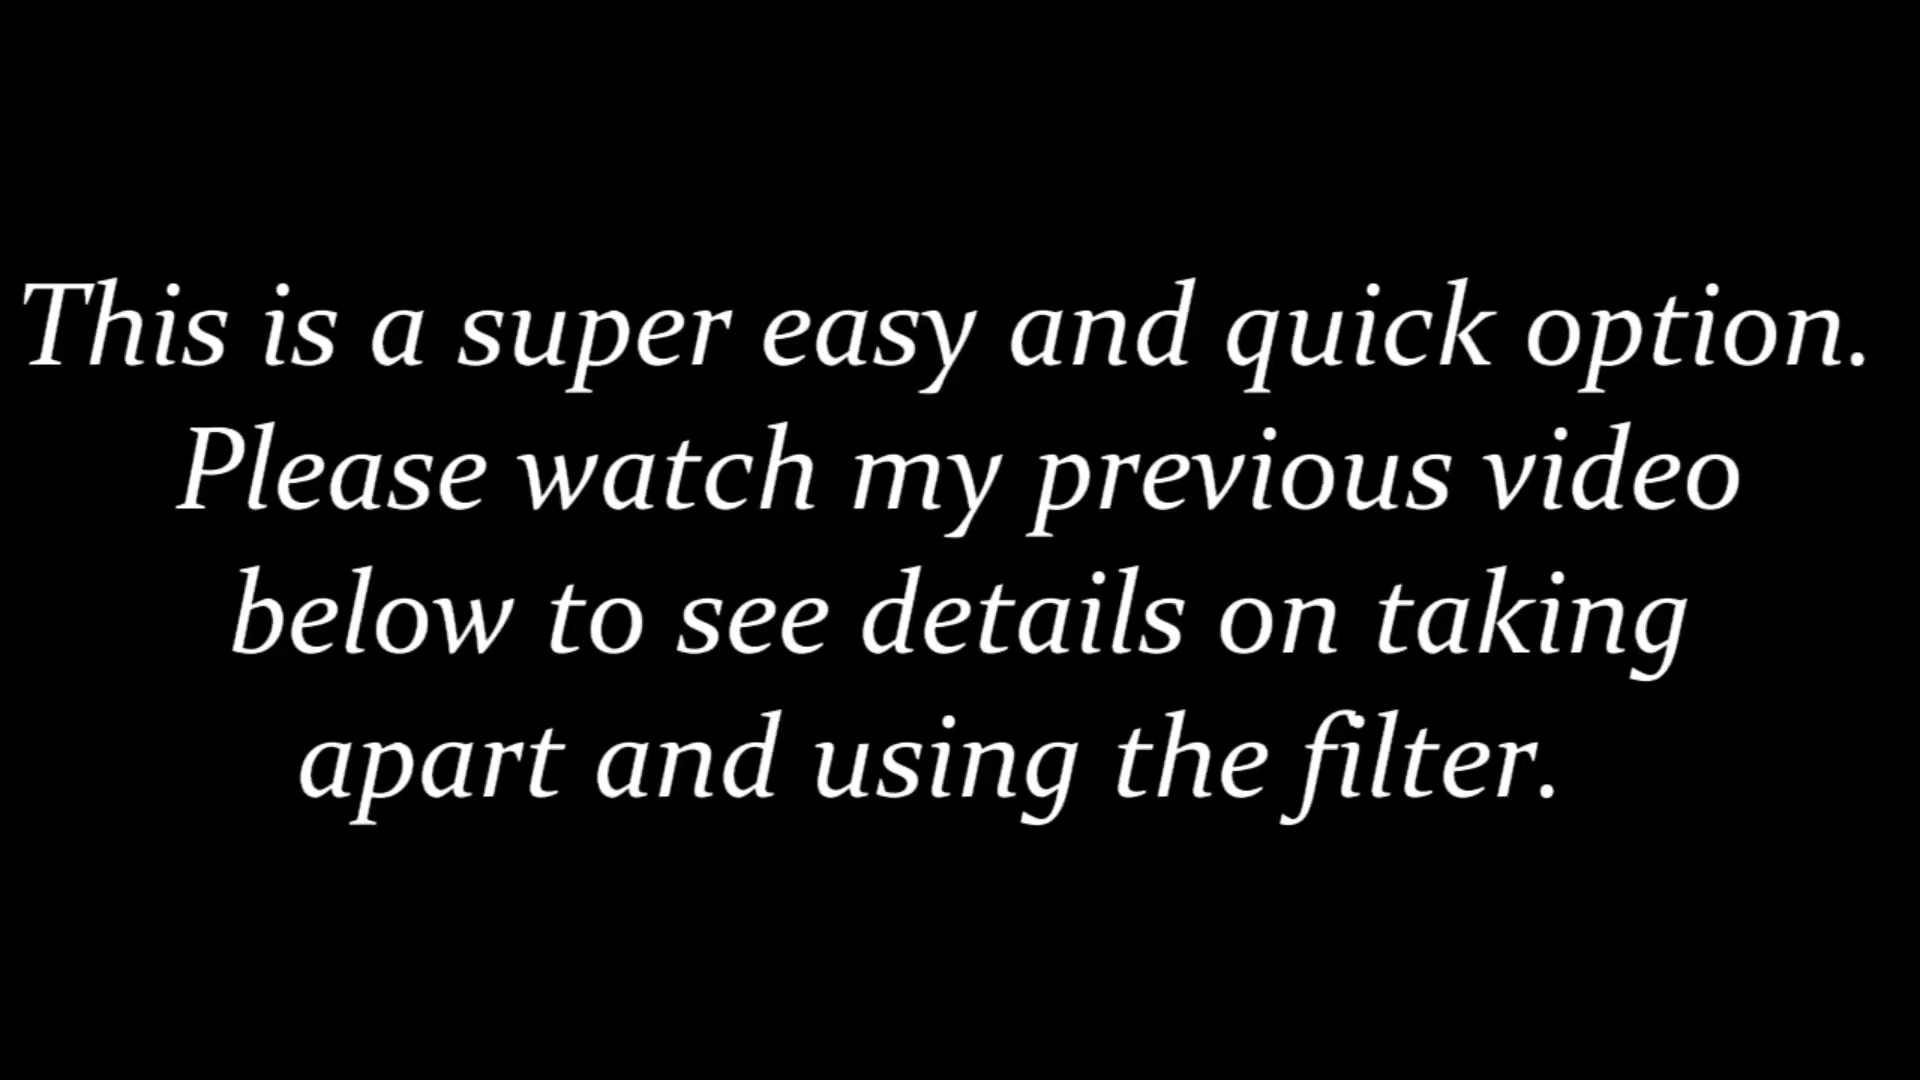 This is a super easy and quick option.
Please watch my previous video
below to see details on taking
apart and using the filter.